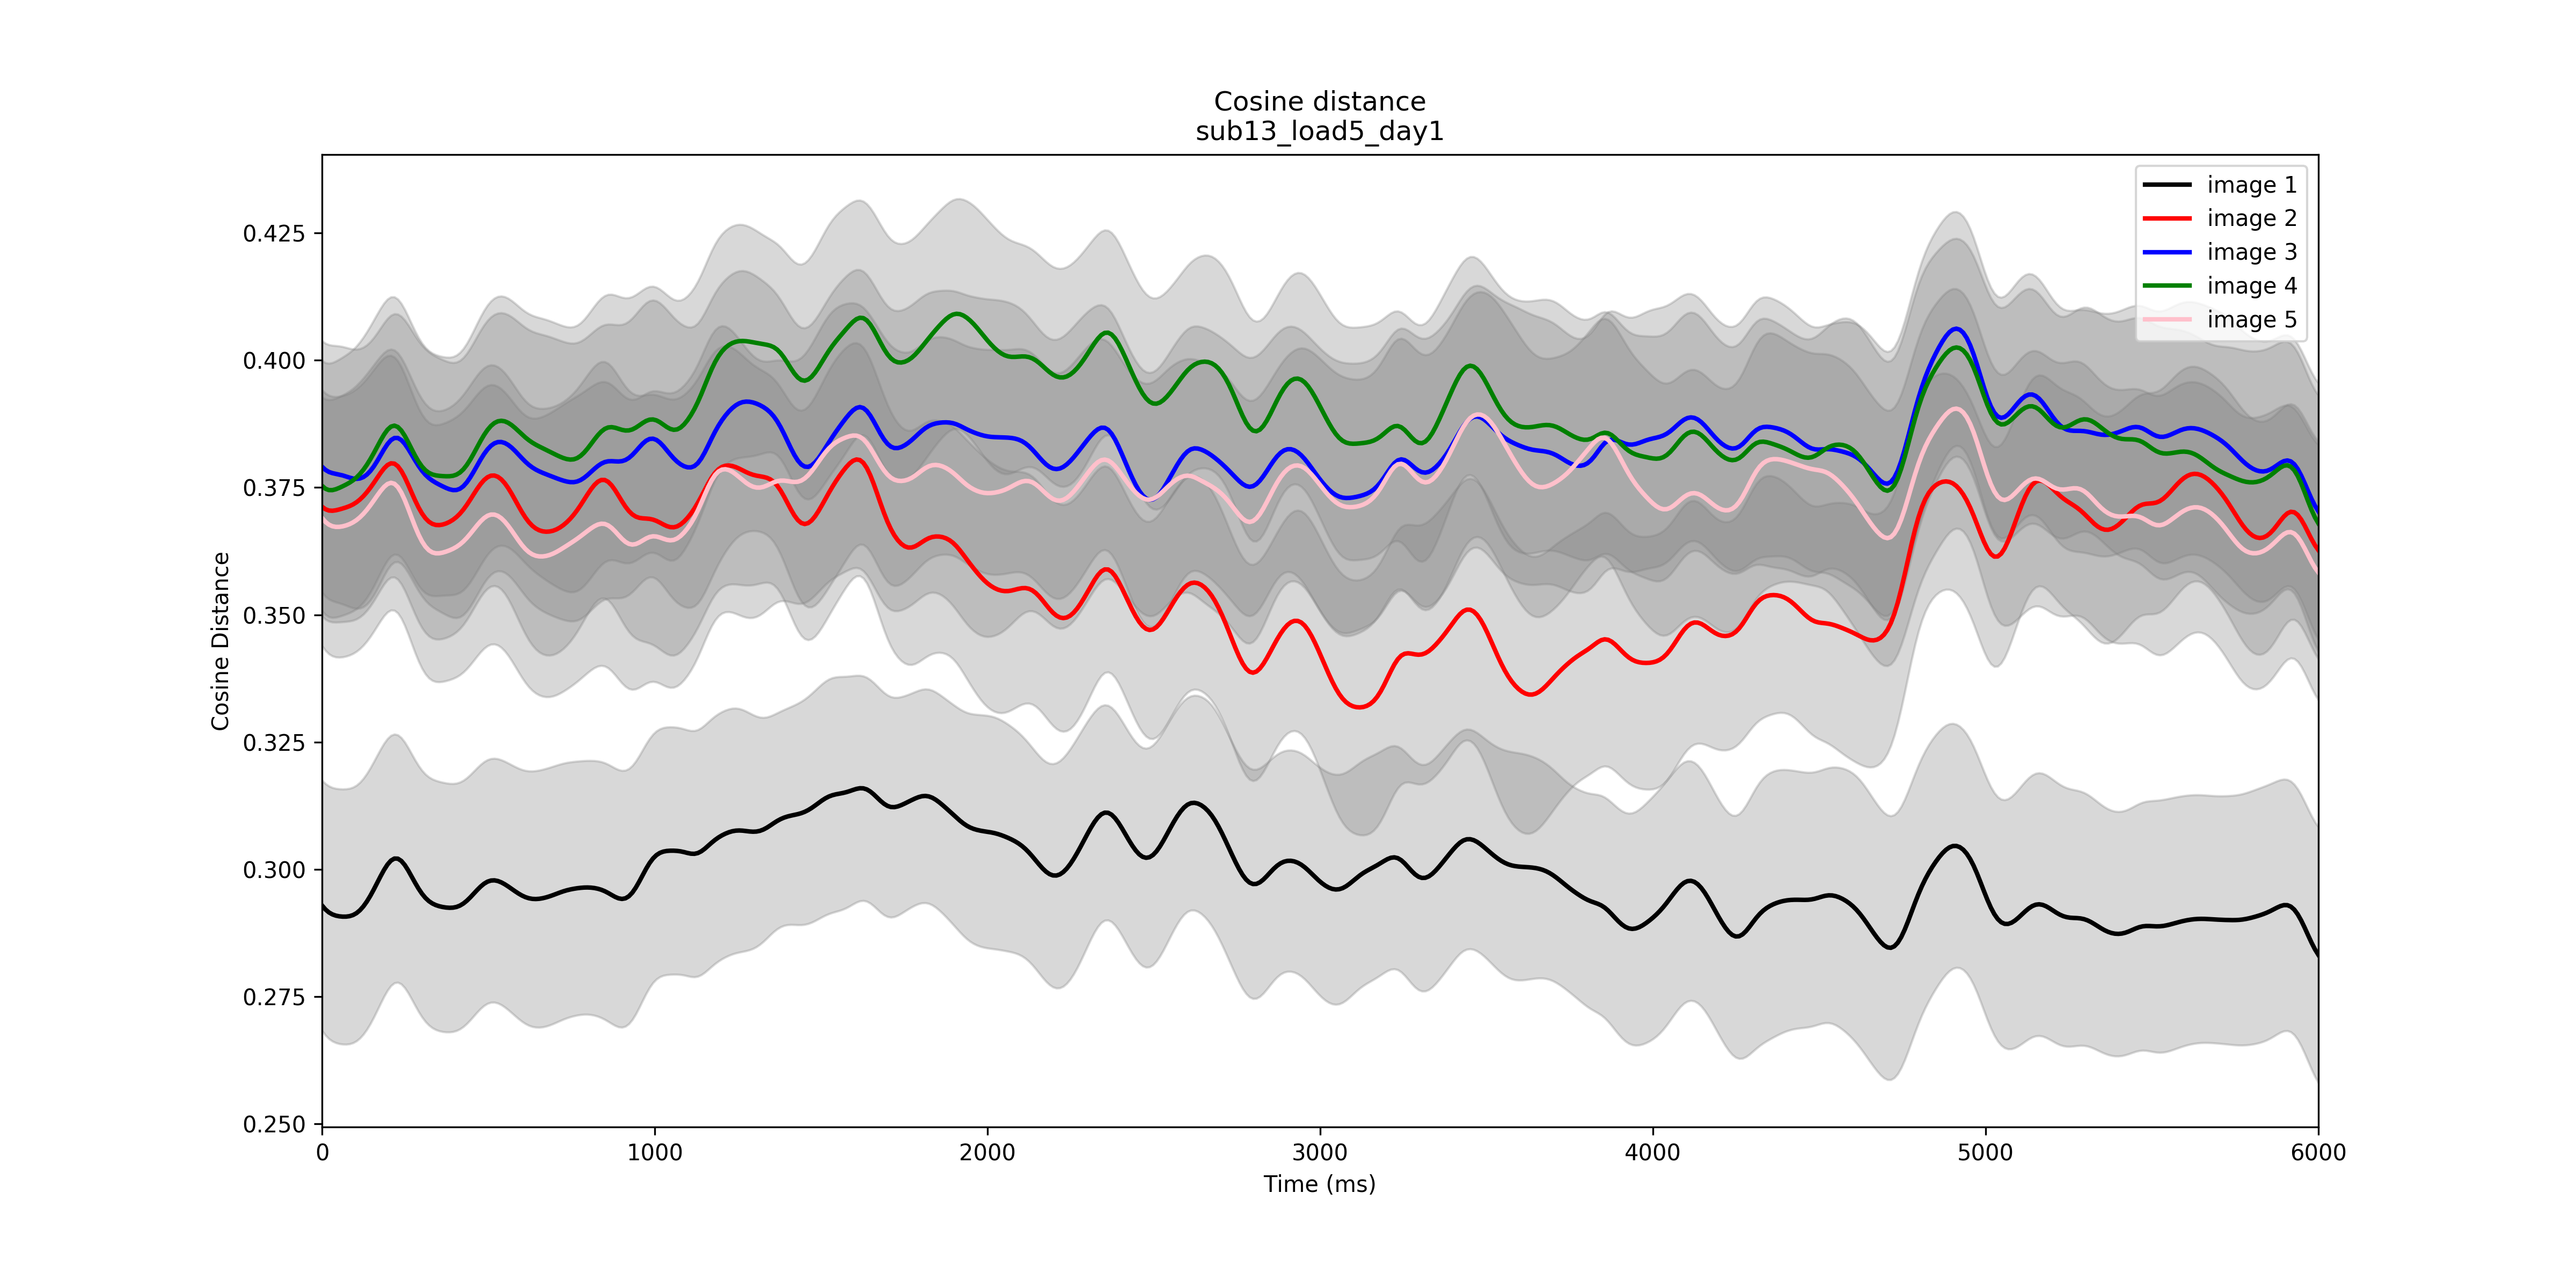 Cosine distance
sub13_load5_day1
image 1
image 2
image 3
image 4
image 5
0.425
0.400
0.375
0.350
0.325
0.300
0.275
0.250
Cosine Distance
0 1000 2000 3000 4000 5000 6000
Time (ms)